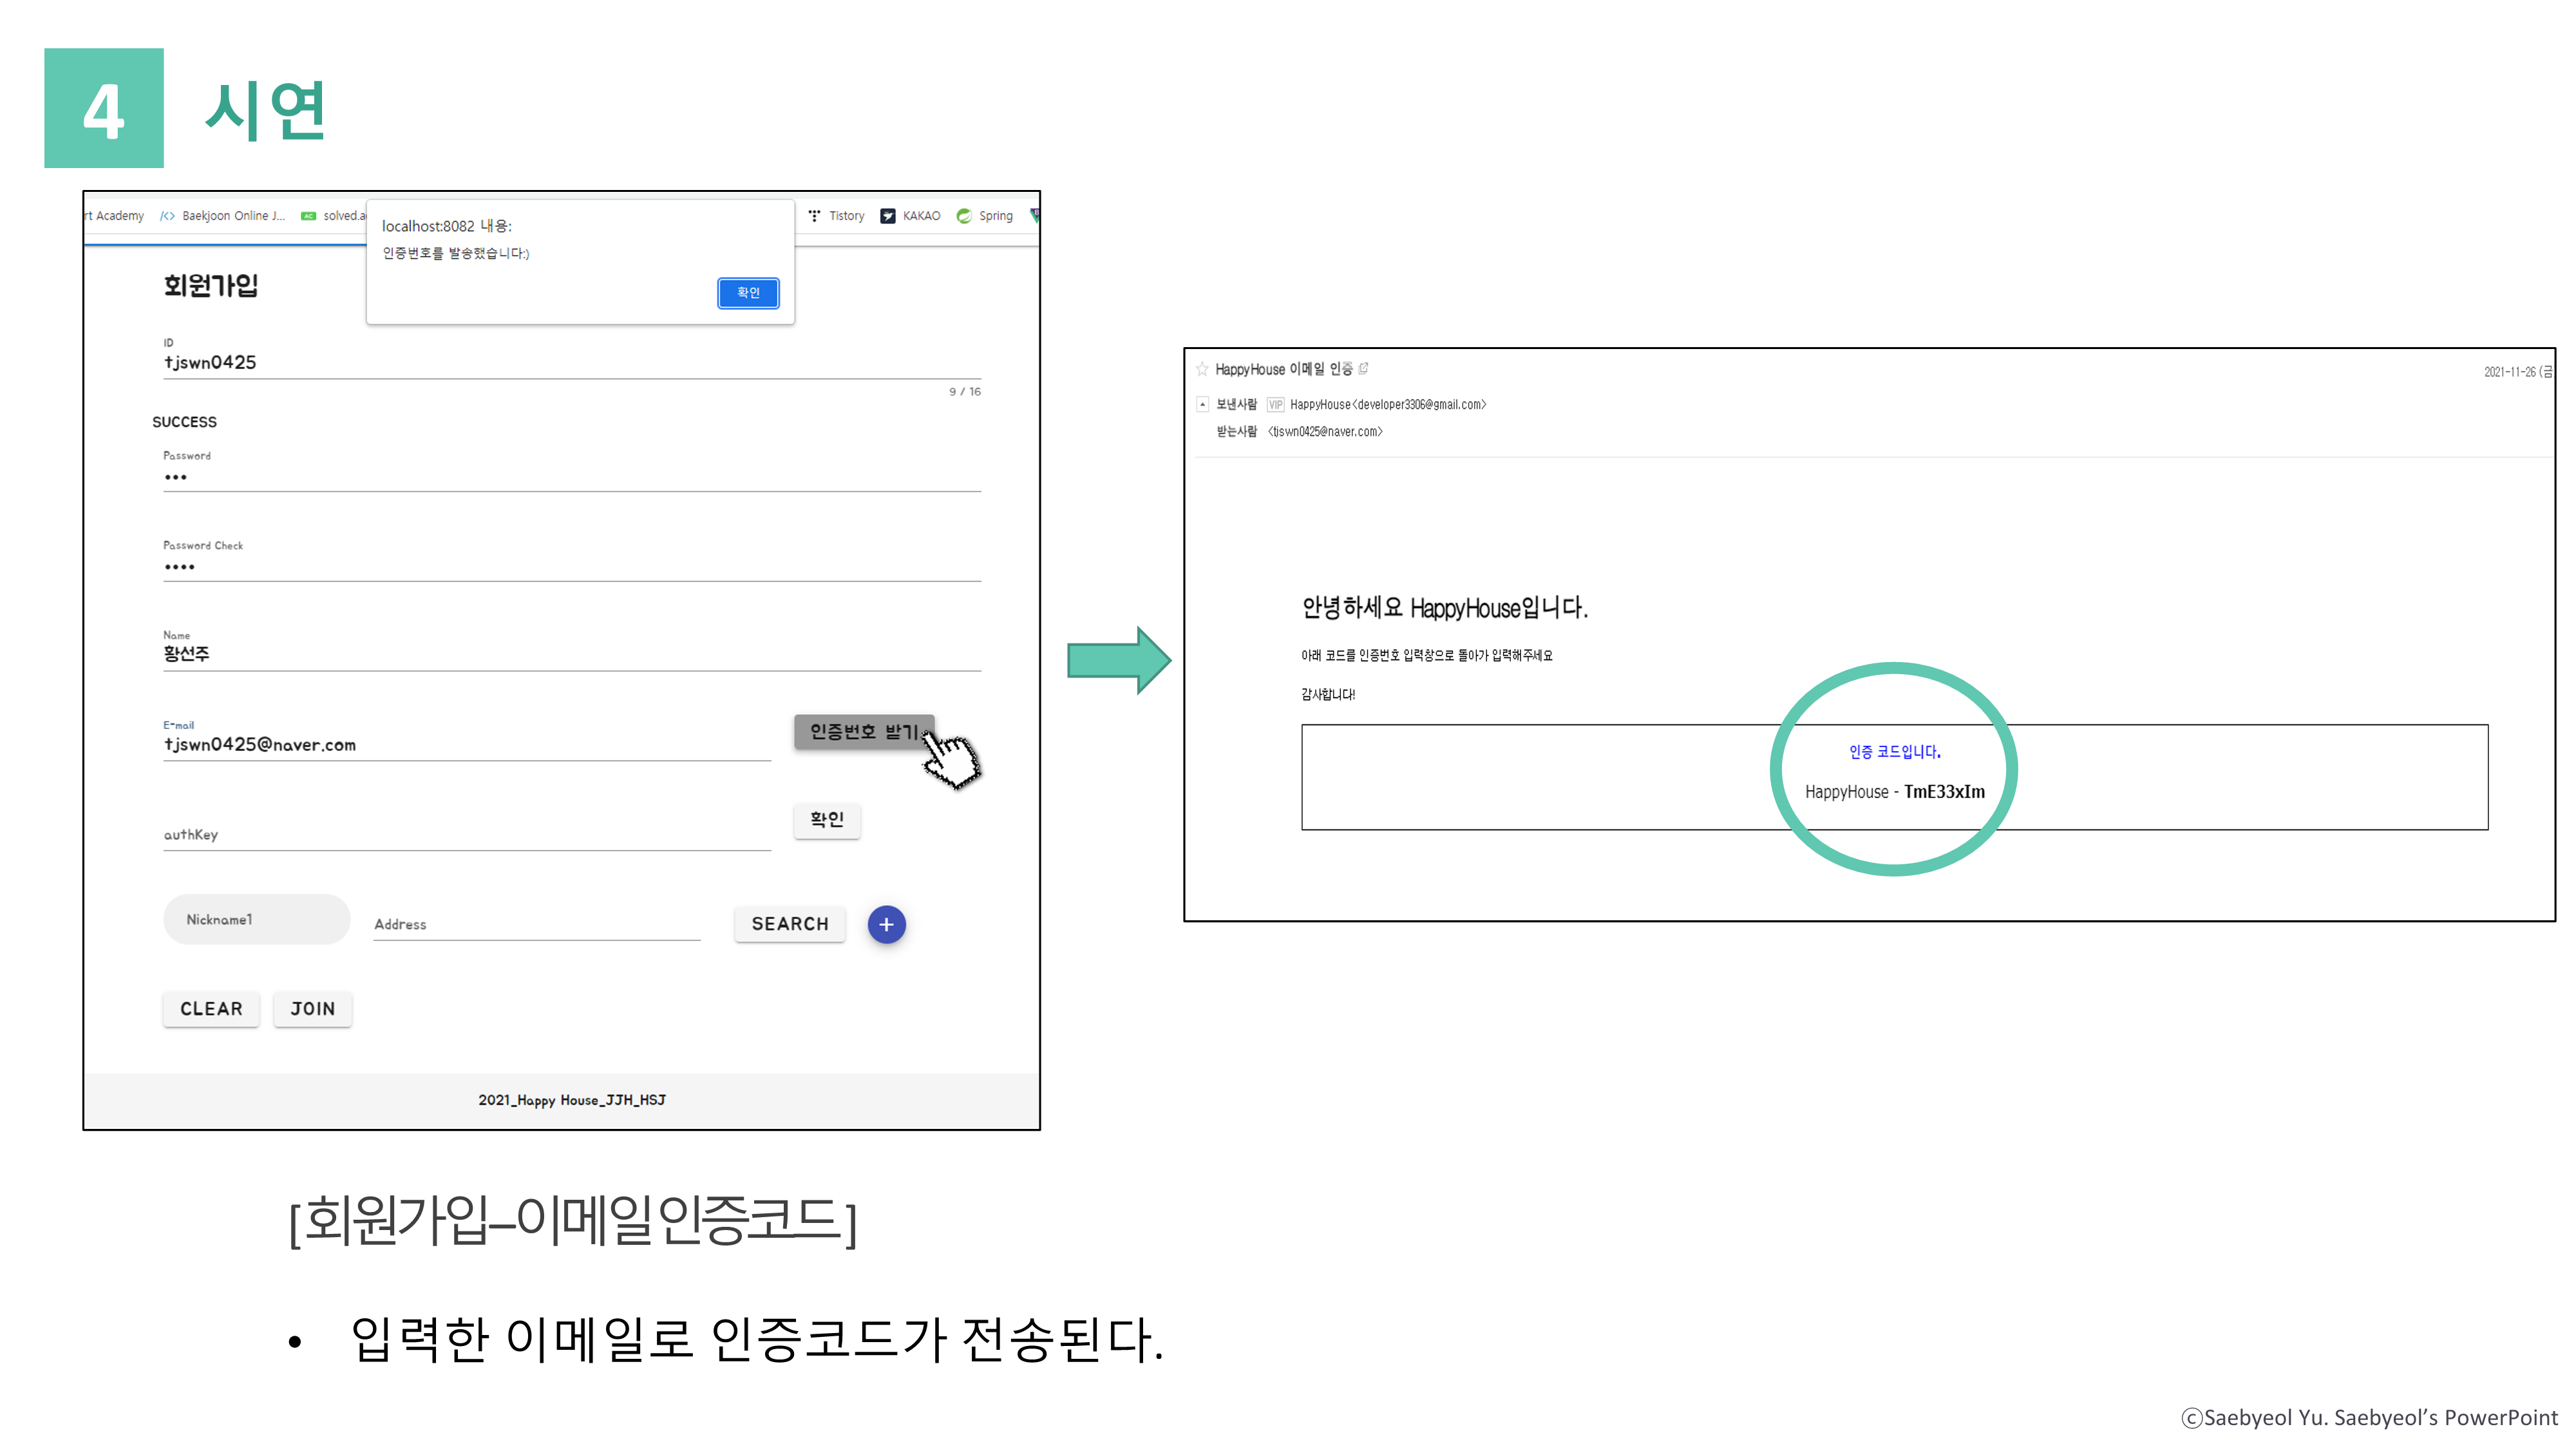 4 시연
rt Academy Baekjoon Online J... solved.a Tistory KAKAO Spring
localhost:8082 내용:
인증번호를 발송했습니다:)
확인
회원가입
ID
tjswn0425
9 / 16
SUCCESS
Password
•••
Password Check
••••
Name
황선주
E-mail
tjswn0425@naver.com
인증번호 받기
authKey
확인
Nickname1 Address SEARCH +
CLEAR JOIN
2021_Happy House_JJH_HSJ
HappyHouse 이메일 인증
2021-11-26 (금
보낸사람 VIP HappyHouse<developer3306@gmail.com>
받는사람 <tjswn0425@naver.com>
안녕하세요 HappyHouse입니다.
아래 코드를 인증번호 입력창으로 돌아가 입력해주세요
감사합니다!
인증 코드입니다.
HappyHouse - TmE33xIm
[회원가입–이메일 인증코드]
• 입력한 이메일로 인증코드가 전송된다.
ⓒSaebyeol Yu. Saebyeol’s PowerPoint